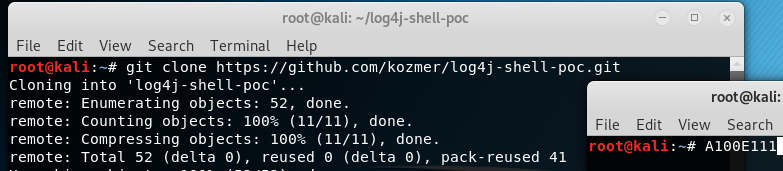 root@kali: ~/log4j-shell-poc
File Edit View Search Terminal Help
root@kali:~# git clone https://github.com/kozmer/log4j-shell-poc.git
Cloning into 'log4j-shell-poc'...
remote: Enumerating objects: 52, done.
remote: Counting objects: 100% (11/11), done.
remote: Compressing objects: 100% (11/11), done.
remote: Total 52 (delta 0), reused 0 (delta 0), pack-reused 41
root@kali:
File Edit View Search
root@kali:~# A100E111